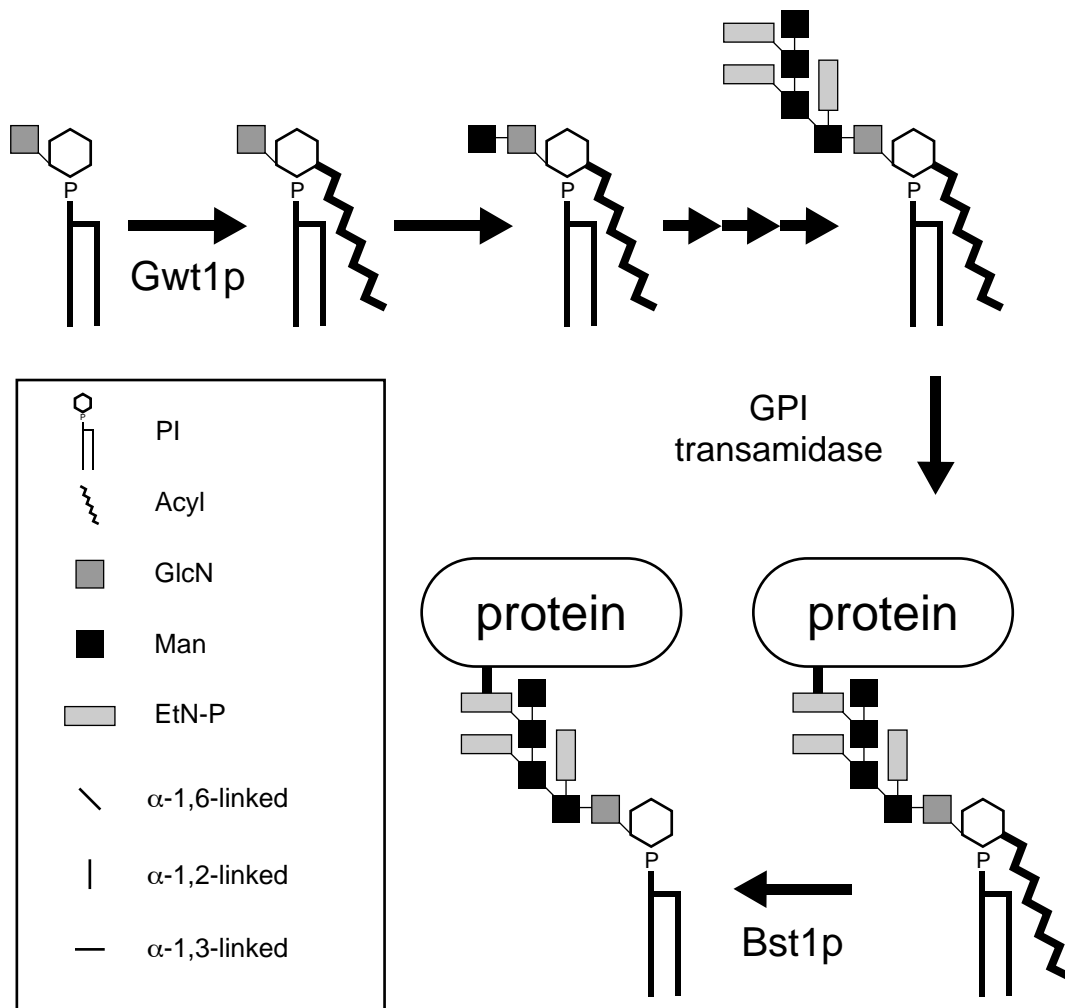 P
P
P
P
Gwt1p
GPI
transamidase
P
PI
Acyl
GlcN
Man
EtN-P
α-1,6-linked
α-1,2-linked
α-1,3-linked
protein
protein
P
P
Bst1p